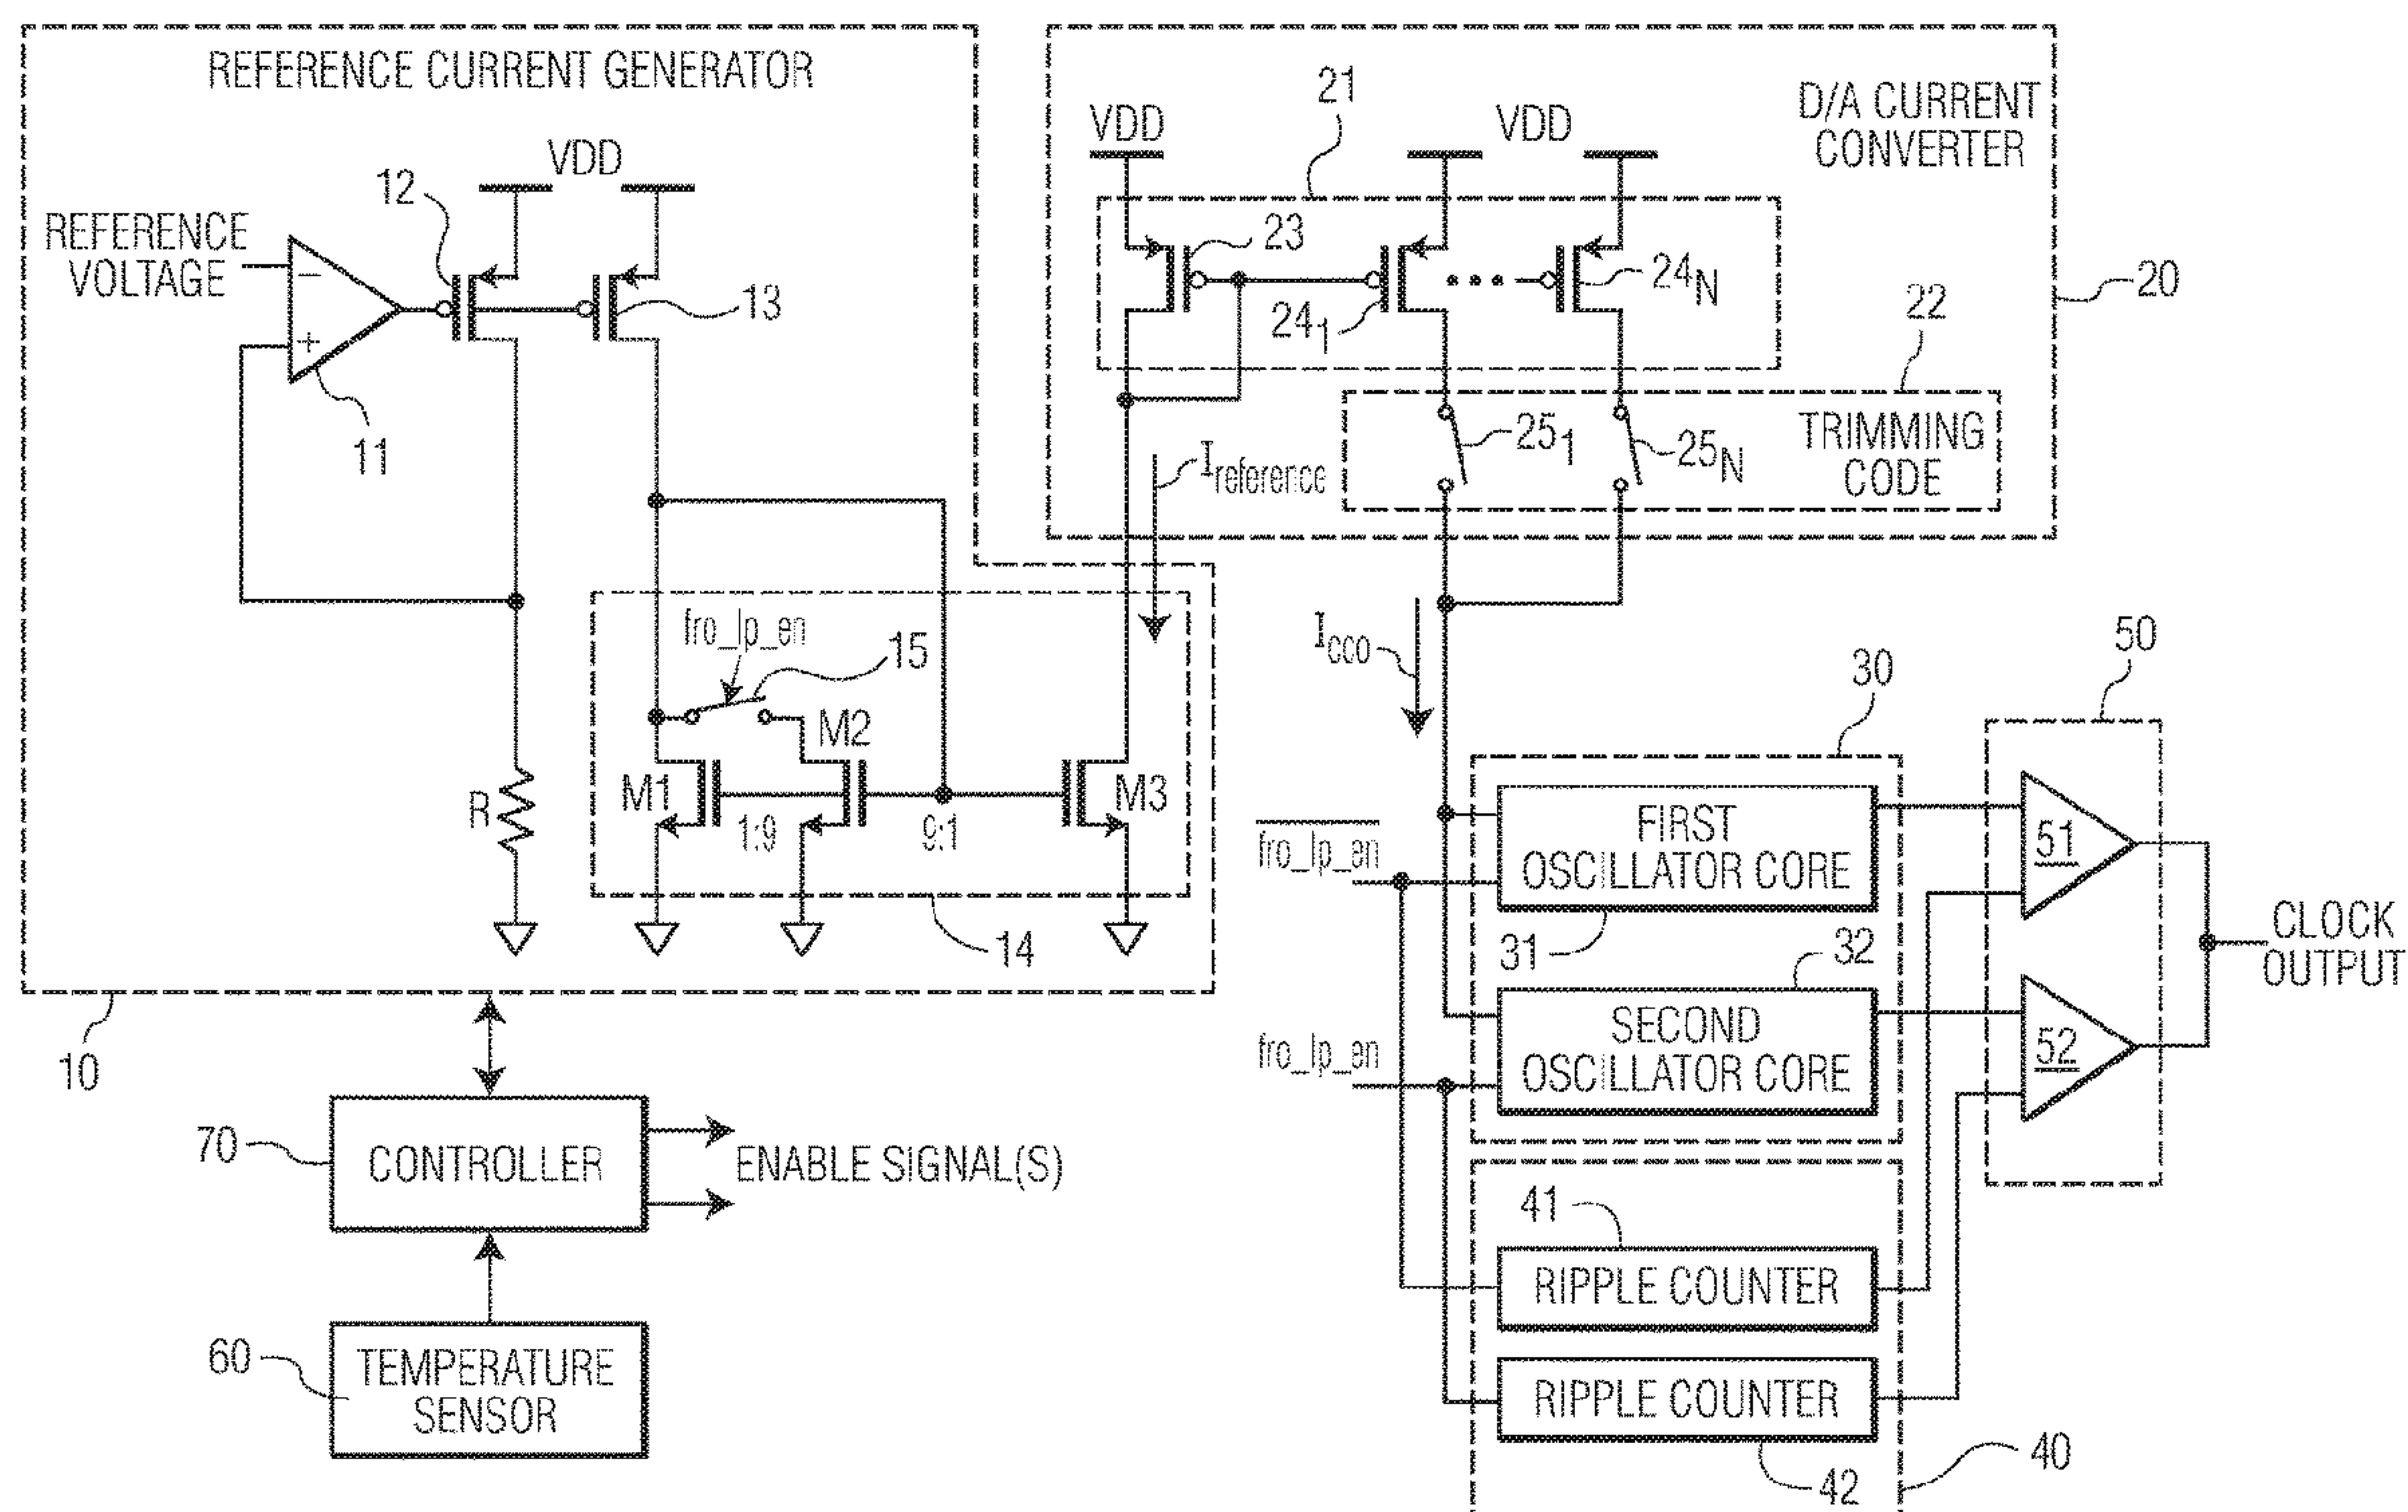 REFERENCE CURRENT GENERATOR
VDD
12
REFERENCE
VOLTAGE
−
+
13
11
R
fro_lp_en
15
M1
M2
M3
1:9
9:1
14
10
21
D/A CURRENT
CONVERTER
VDD
VDD
23
24₁
24N
20
22
TRIMMING
CODE
25₁
25N
Ireference
ICCO
30
50
fro_lp_en
FIRST
OSCILLATOR CORE
31
32
fro_lp_en
SECOND
OSCILLATOR CORE
51
52
CLOCK
OUTPUT
70
CONTROLLER
ENABLE SIGNAL(S)
60
TEMPERATURE
SENSOR
41
RIPPLE COUNTER
RIPPLE COUNTER
42
40